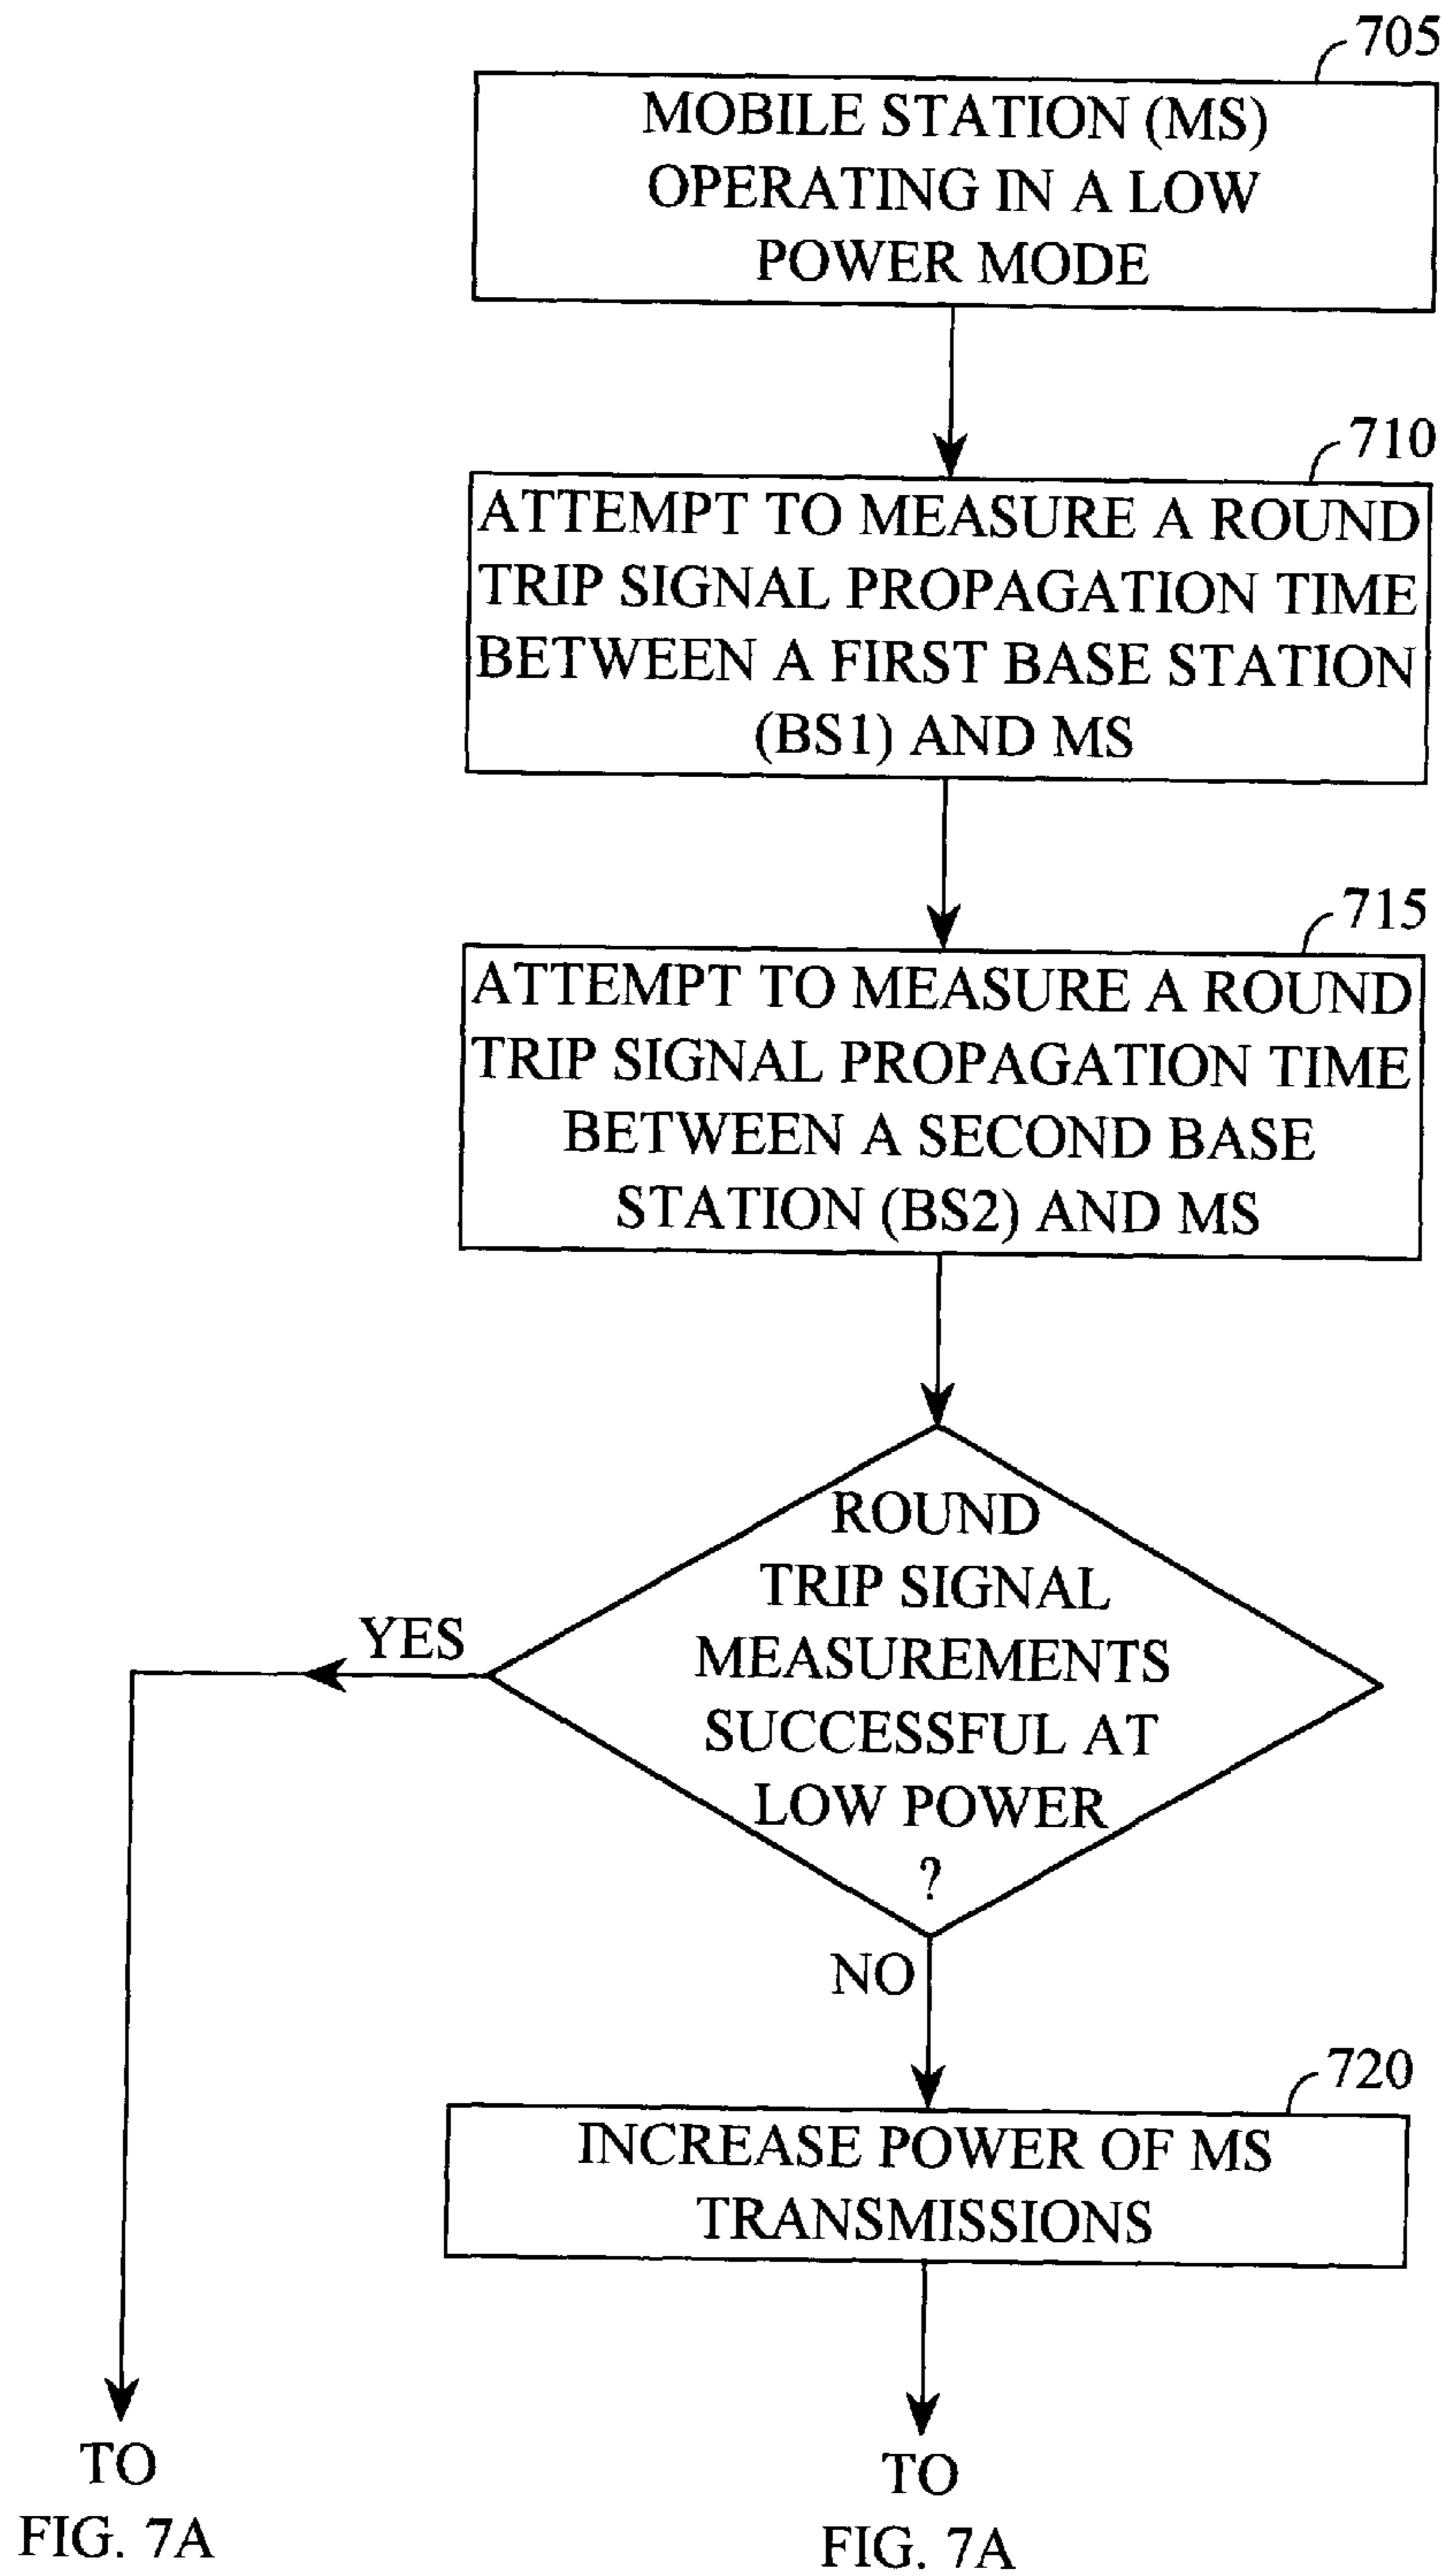 705
MOBILE STATION (MS)
OPERATING IN A LOW
POWER MODE
710
ATTEMPT TO MEASURE A ROUND
TRIP SIGNAL PROPAGATION TIME
BETWEEN A FIRST BASE STATION
(BS1) AND MS
715
ATTEMPT TO MEASURE A ROUND
TRIP SIGNAL PROPAGATION TIME
BETWEEN A SECOND BASE
STATION (BS2) AND MS
ROUND
TRIP SIGNAL
MEASUREMENTS
SUCCESSFUL AT
LOW POWER
?
YES
NO
720
INCREASE POWER OF MS
TRANSMISSIONS
TO
FIG. 7A
TO
FIG. 7A